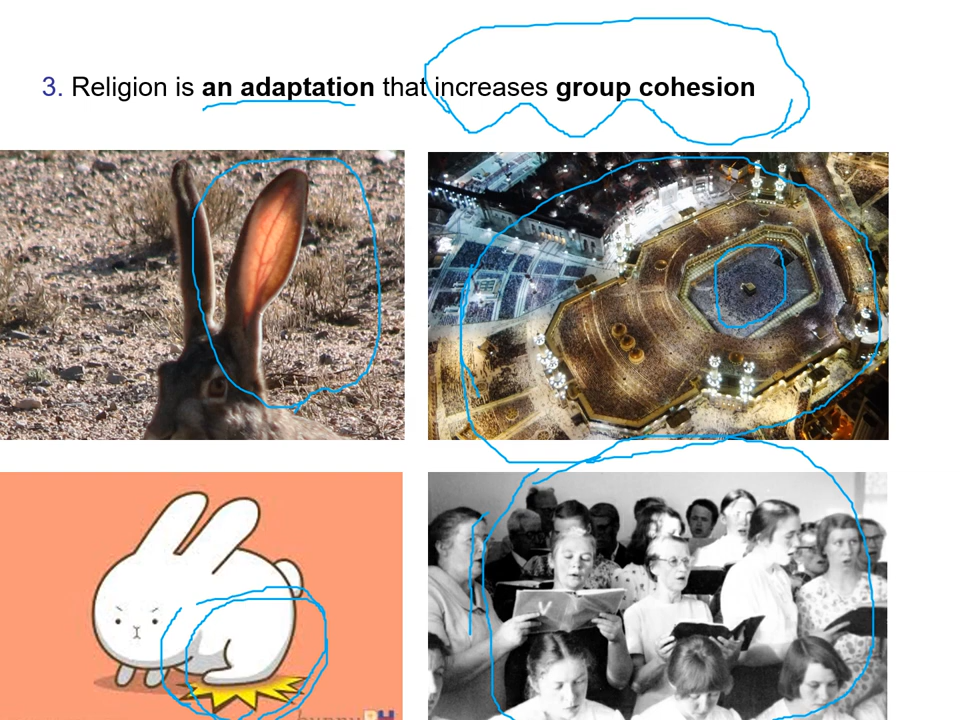 3. Religion is an adaptation that increases group cohesion